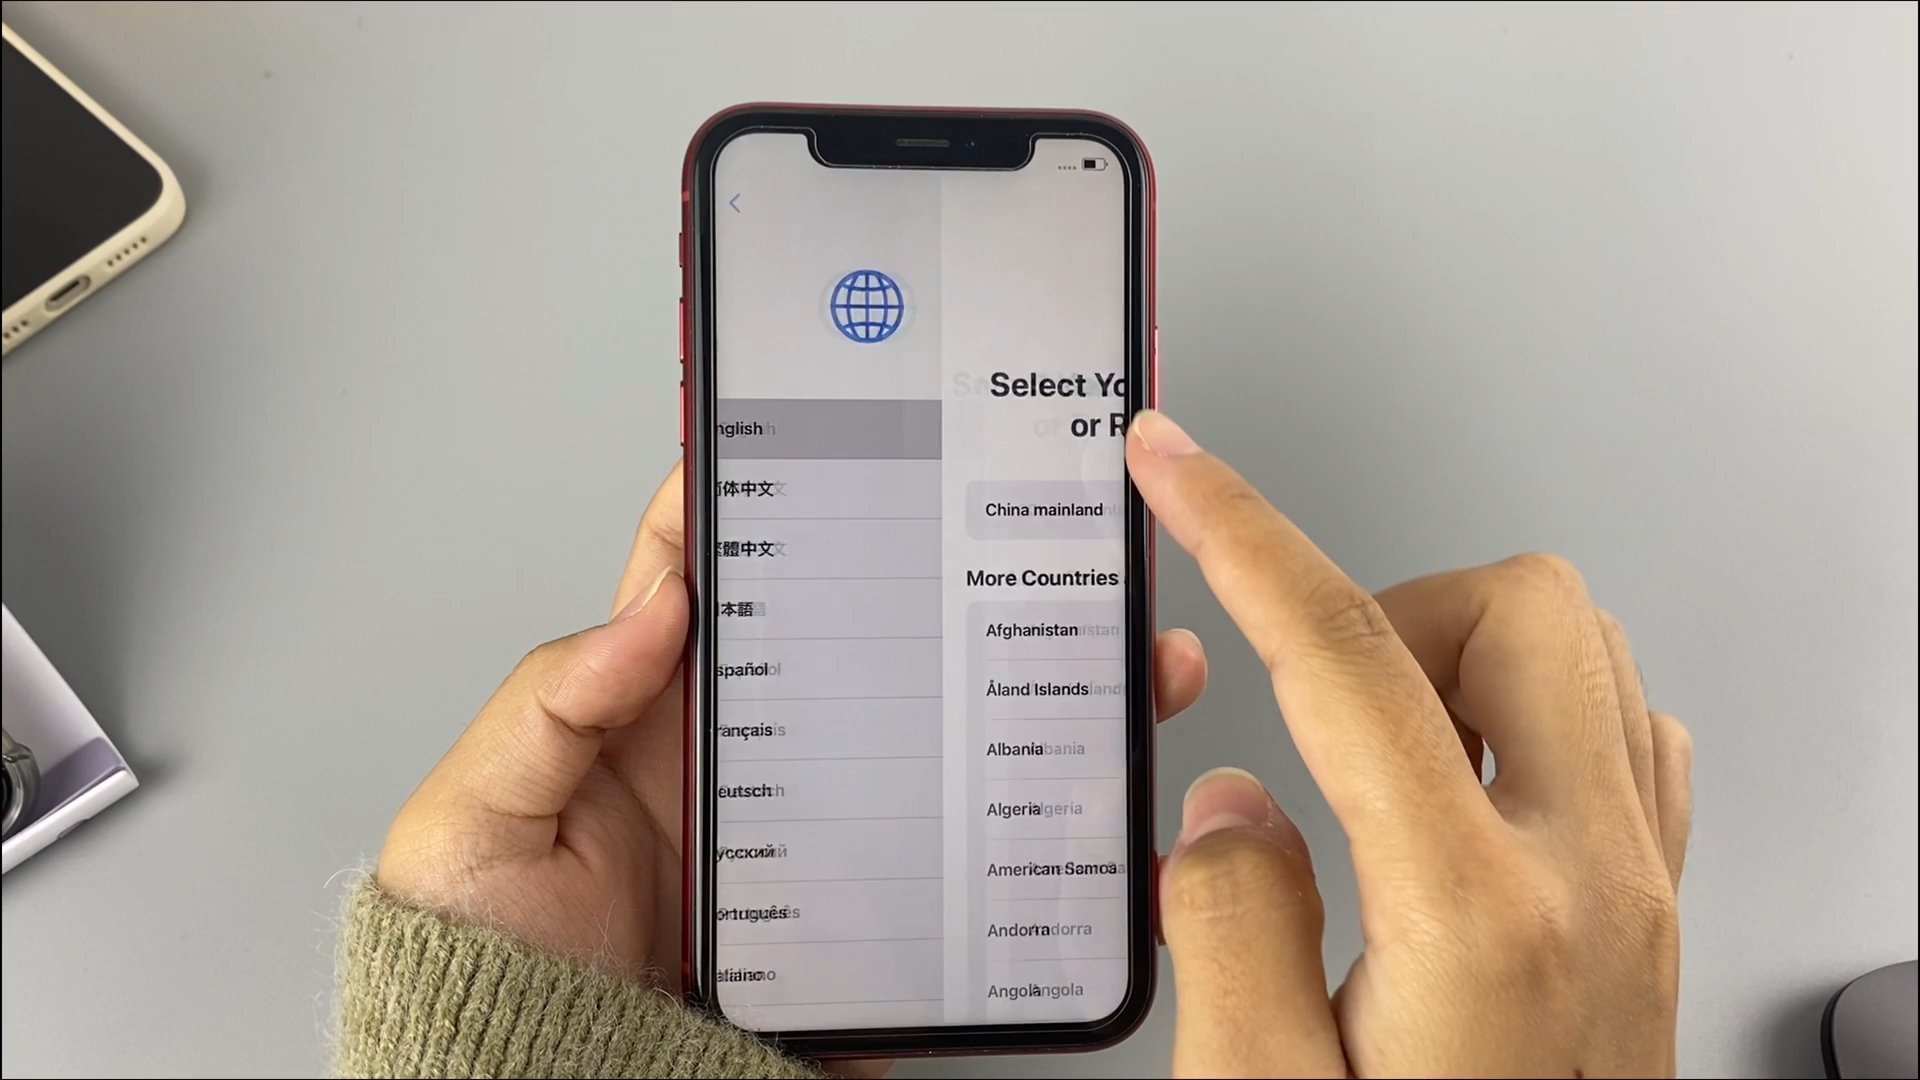 nglish
体中文
體中文
本語
spañol
rançais
eutsch
усский
ortuguês
aliano
Select Yo
or R
China mainland
More Countries
Afghanistan
Åland Islands
Albania
Algeria
American Samoa
Andorra
Angola